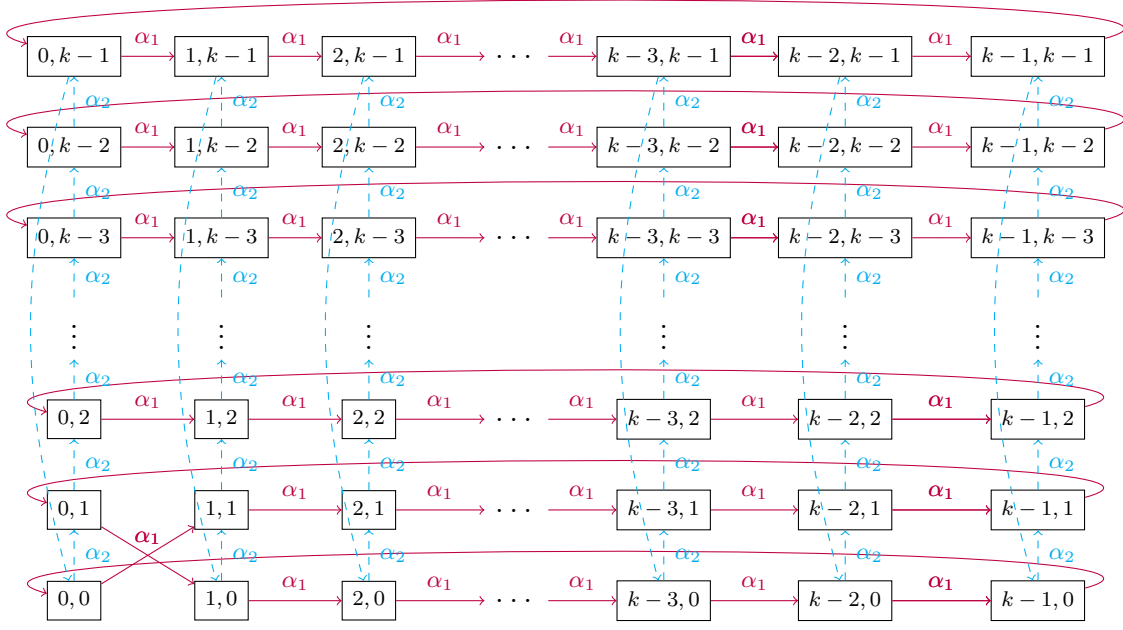 α₁ α₁ α₁ α₁ α₁ α₁ α₁
0, k − 1 1, k − 1 2, k − 1 ⋯ k − 3, k − 1 k − 2, k − 1 k − 1, k − 1
α₂ α₂ α₂ α₂ α₂ α₂
α₁ α₁ α₁ α₁ α₁ α₁ α₁
0, k − 2 1, k − 2 2, k − 2 ⋯ k − 3, k − 2 k − 2, k − 2 k − 1, k − 2
α₂ α₂ α₂ α₂ α₂ α₂
α₁ α₁ α₁ α₁ α₁ α₁ α₁
0, k − 3 1, k − 3 2, k − 3 ⋯ k − 3, k − 3 k − 2, k − 3 k − 1, k − 3
α₂ α₂ α₂ α₂ α₂ α₂
⋮ ⋮ ⋮ ⋮ ⋮ ⋮
α₂ α₂ α₂ α₂ α₂ α₂
α₁ α₁ α₁ α₁ α₁ α₁ α₁
0, 2 1, 2 2, 2 ⋯ k − 3, 2 k − 2, 2 k − 1, 2
α₂ α₂ α₂ α₂ α₂ α₂
α₁ α₁ α₁ α₁ α₁ α₁
0, 1 1, 1 2, 1 ⋯ k − 3, 1 k − 2, 1 k − 1, 1
α₁
α₂ α₂ α₂ α₂ α₂ α₂
α₁ α₁ α₁ α₁ α₁
0, 0 1, 0 2, 0 ⋯ k − 3, 0 k − 2, 0 k − 1, 0